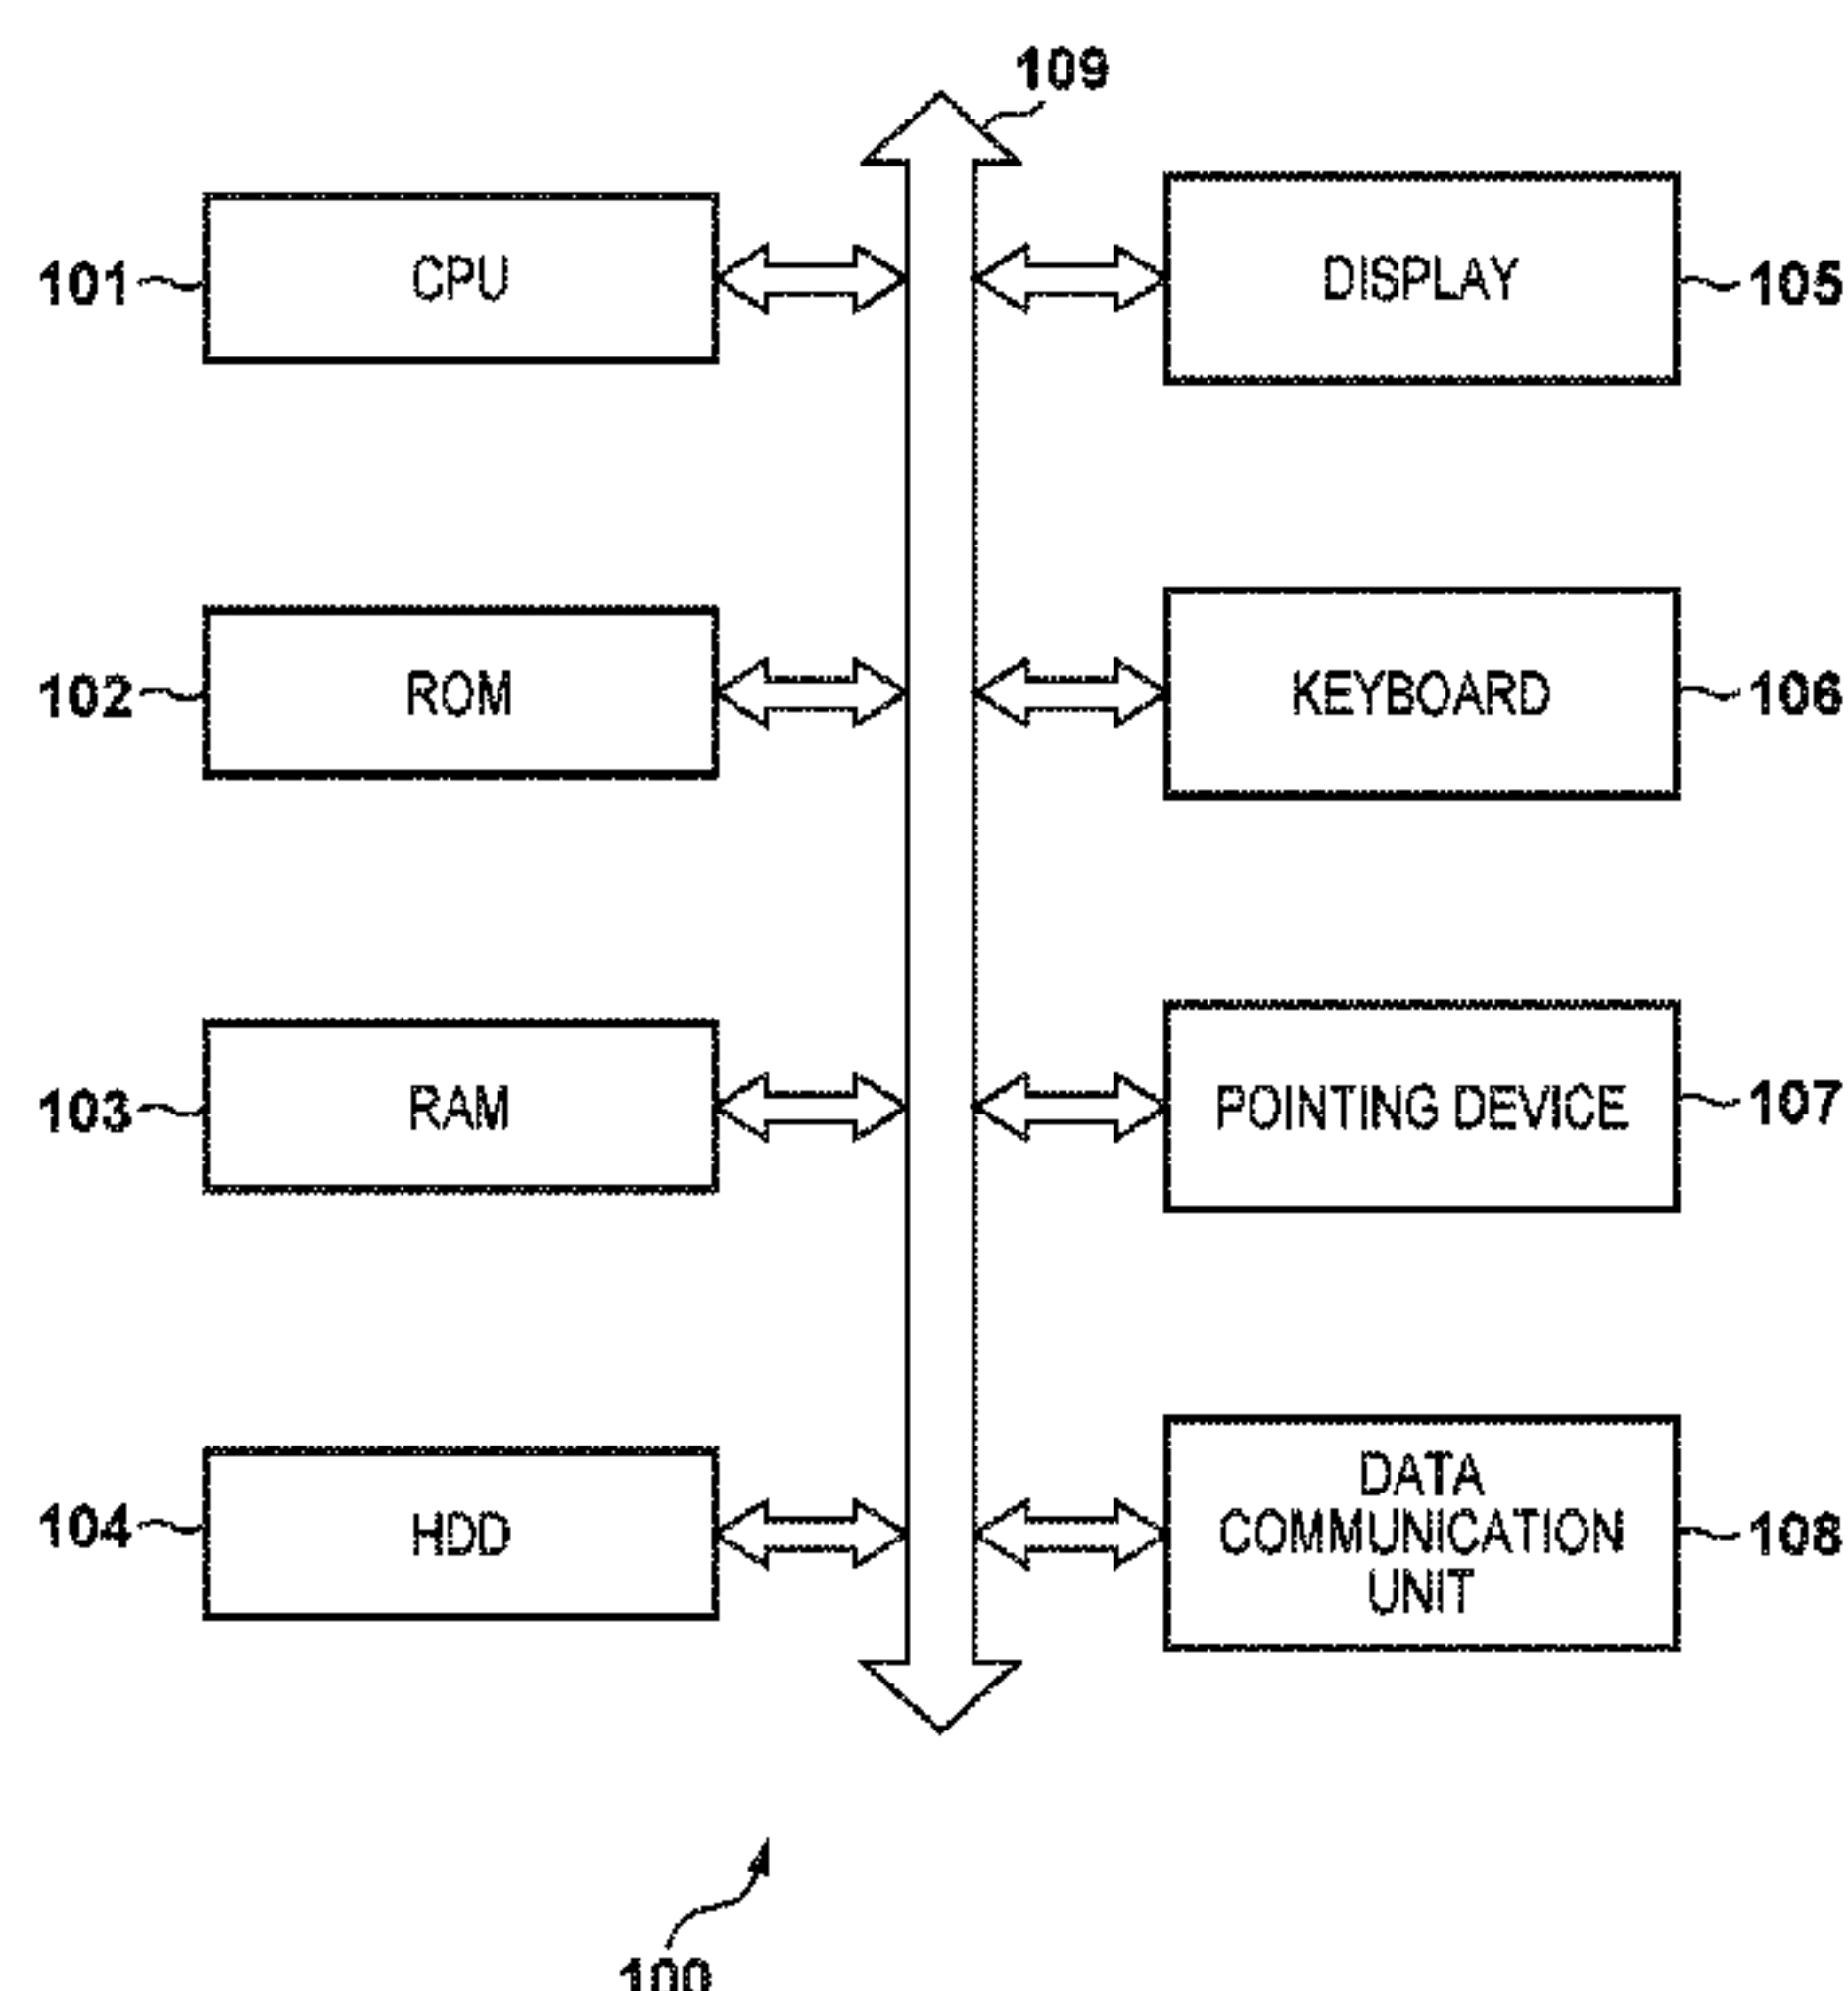 109
101 CPU
DISPLAY 105
102 ROM
KEYBOARD 106
103 RAM
POINTING DEVICE 107
104 HDD
DATA
COMMUNICATION
UNIT
108
100